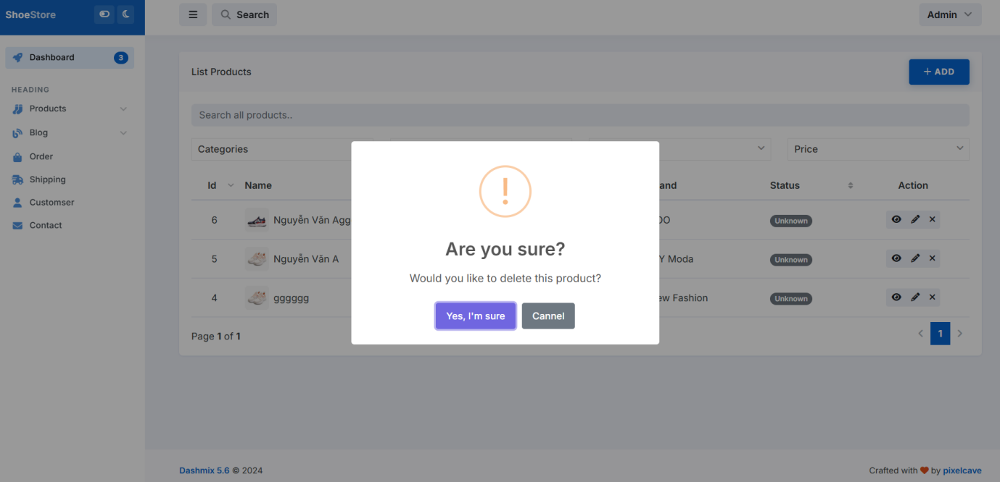 ShoeStore
Search
Admin
Dashboard 3
HEADING
Products
Blog
Order
Shipping
Customser
Contact
List Products
+ ADD
Search all products..
Categories
Price
Id Name and Status Action
6 Nguyễn Văn Agg OO Unknown
5 Nguyễn Văn A Y Moda Unknown
4 gggggg ew Fashion Unknown
Page 1 of 1
1
!
Are you sure?
Would you like to delete this product?
Yes, I'm sure Cannel
Dashmix 5.6 © 2024
Crafted with ❤ by pixelcave